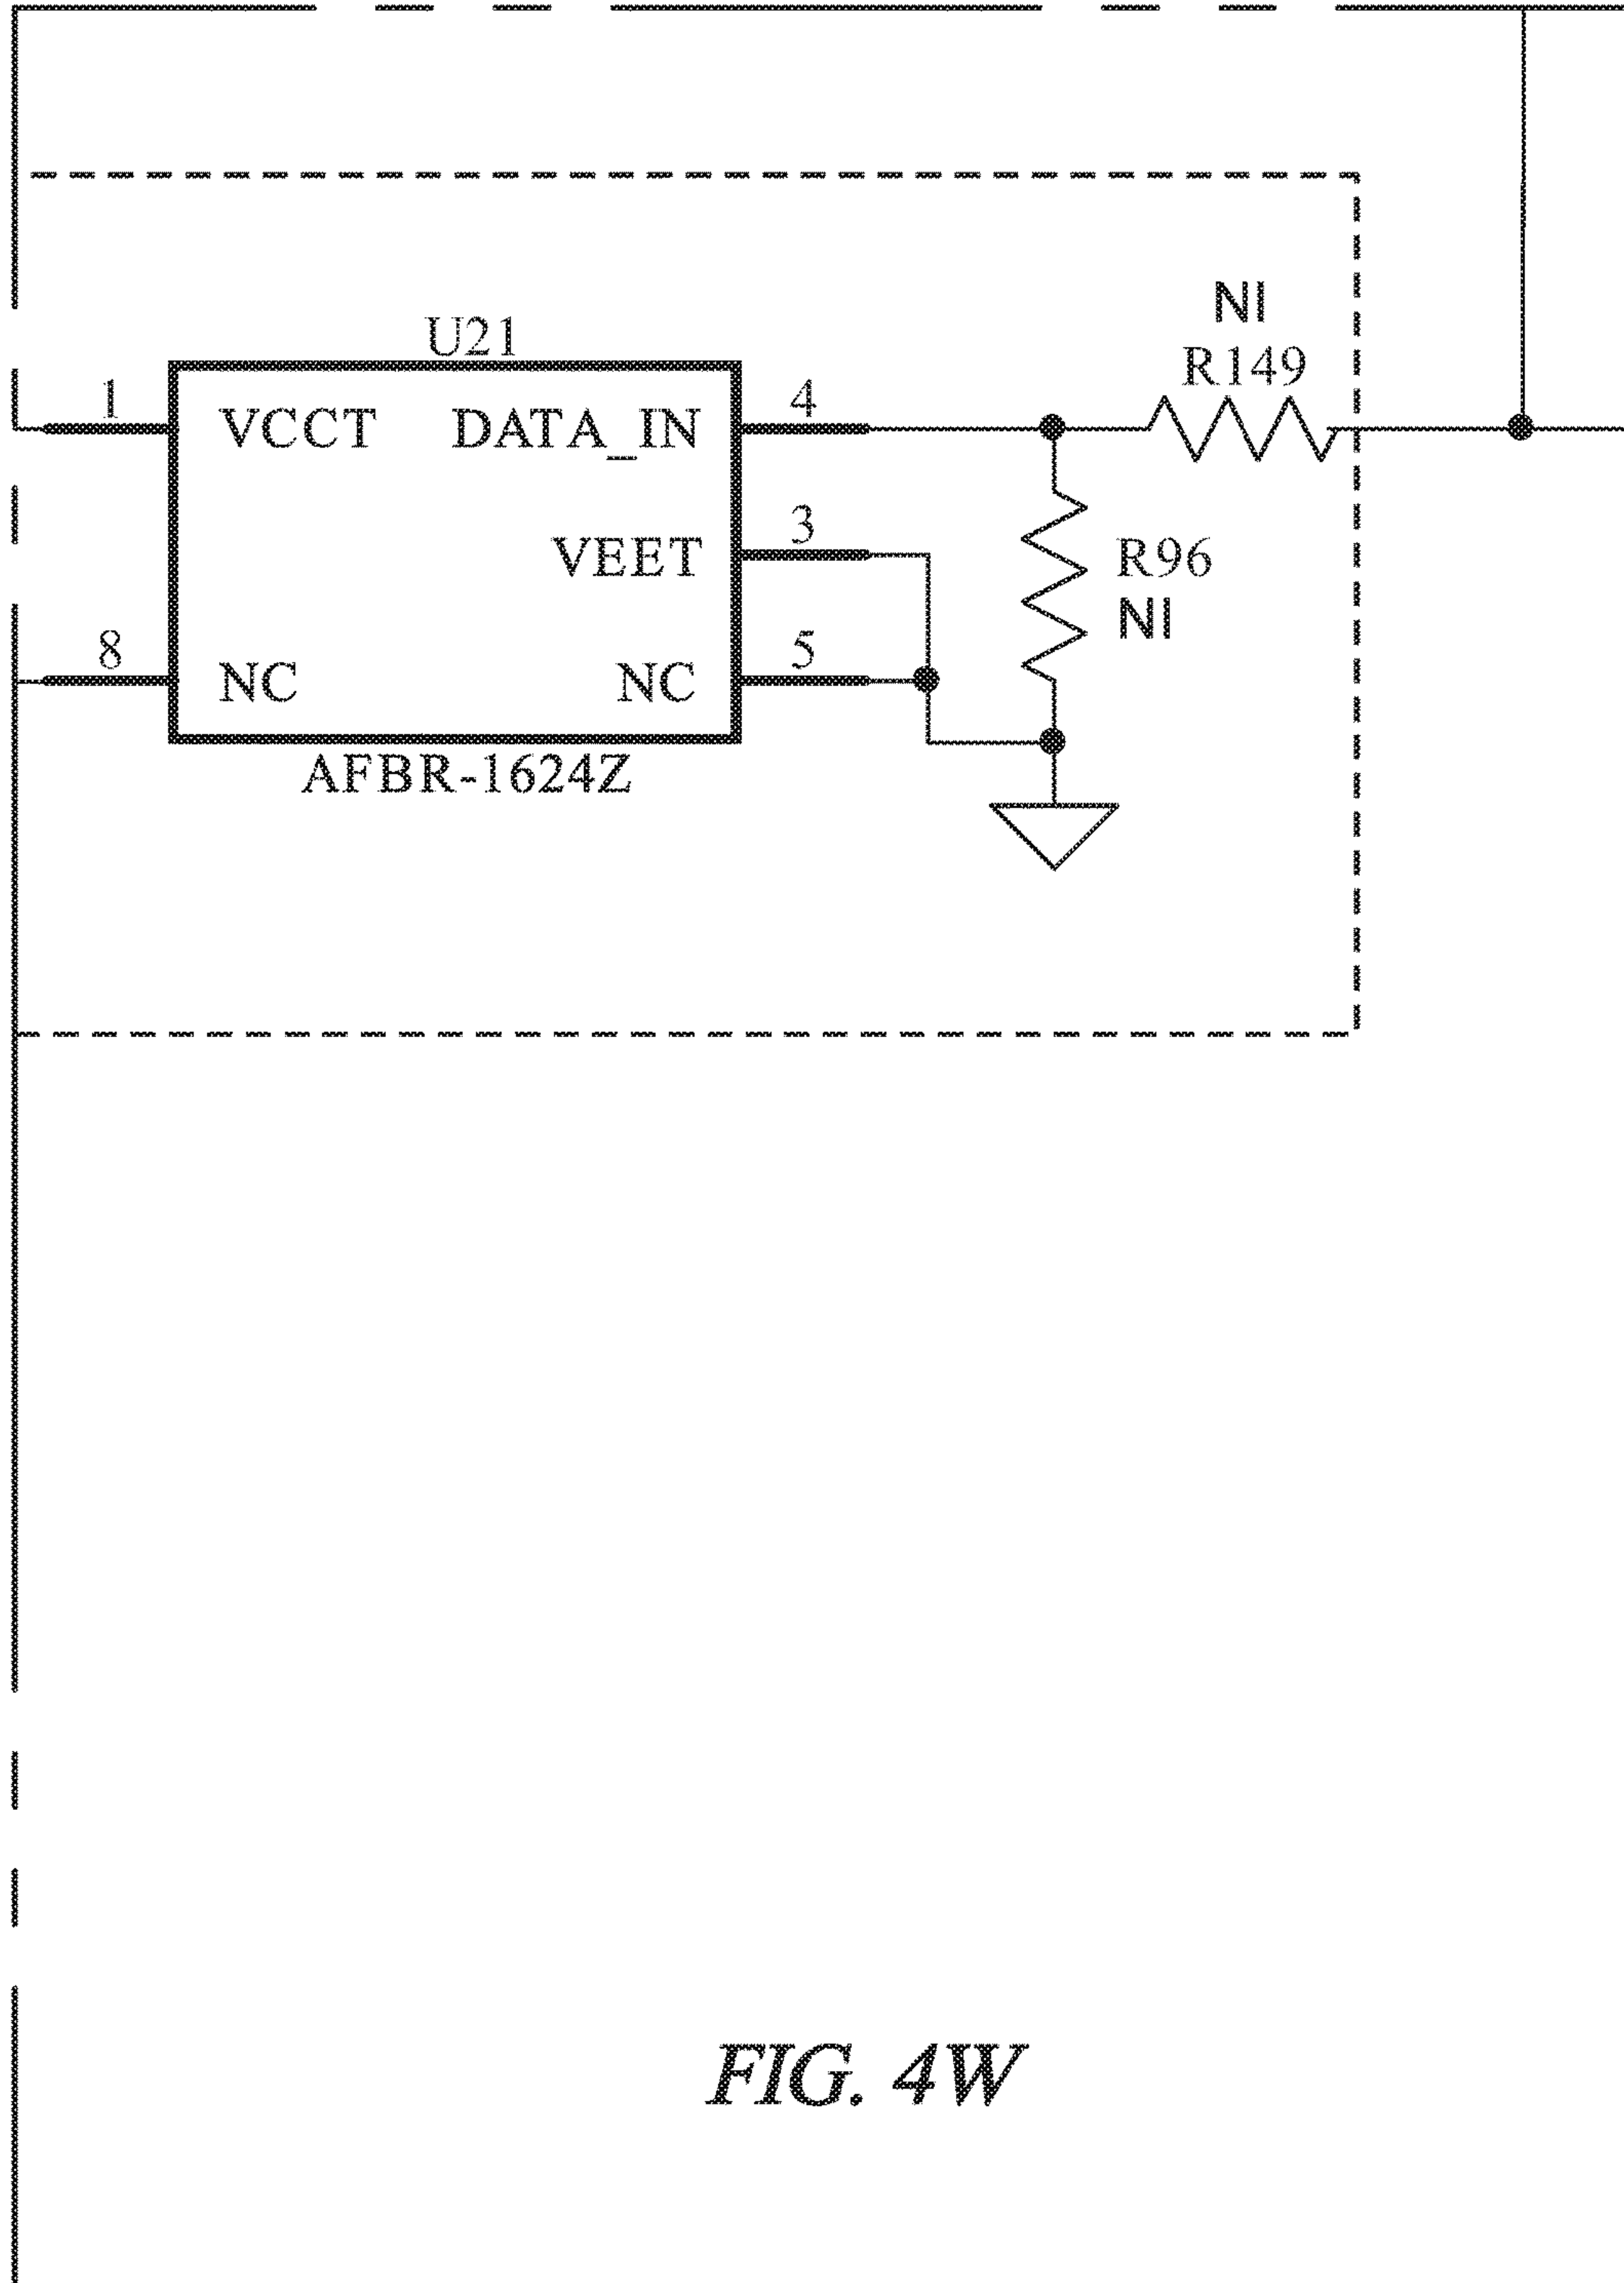 NI
R149
U21
1
VCCT
DATA_IN
4
VEET
3
R96
NI
8
NC
NC
5
AFBR-1624Z
FIG. 4W